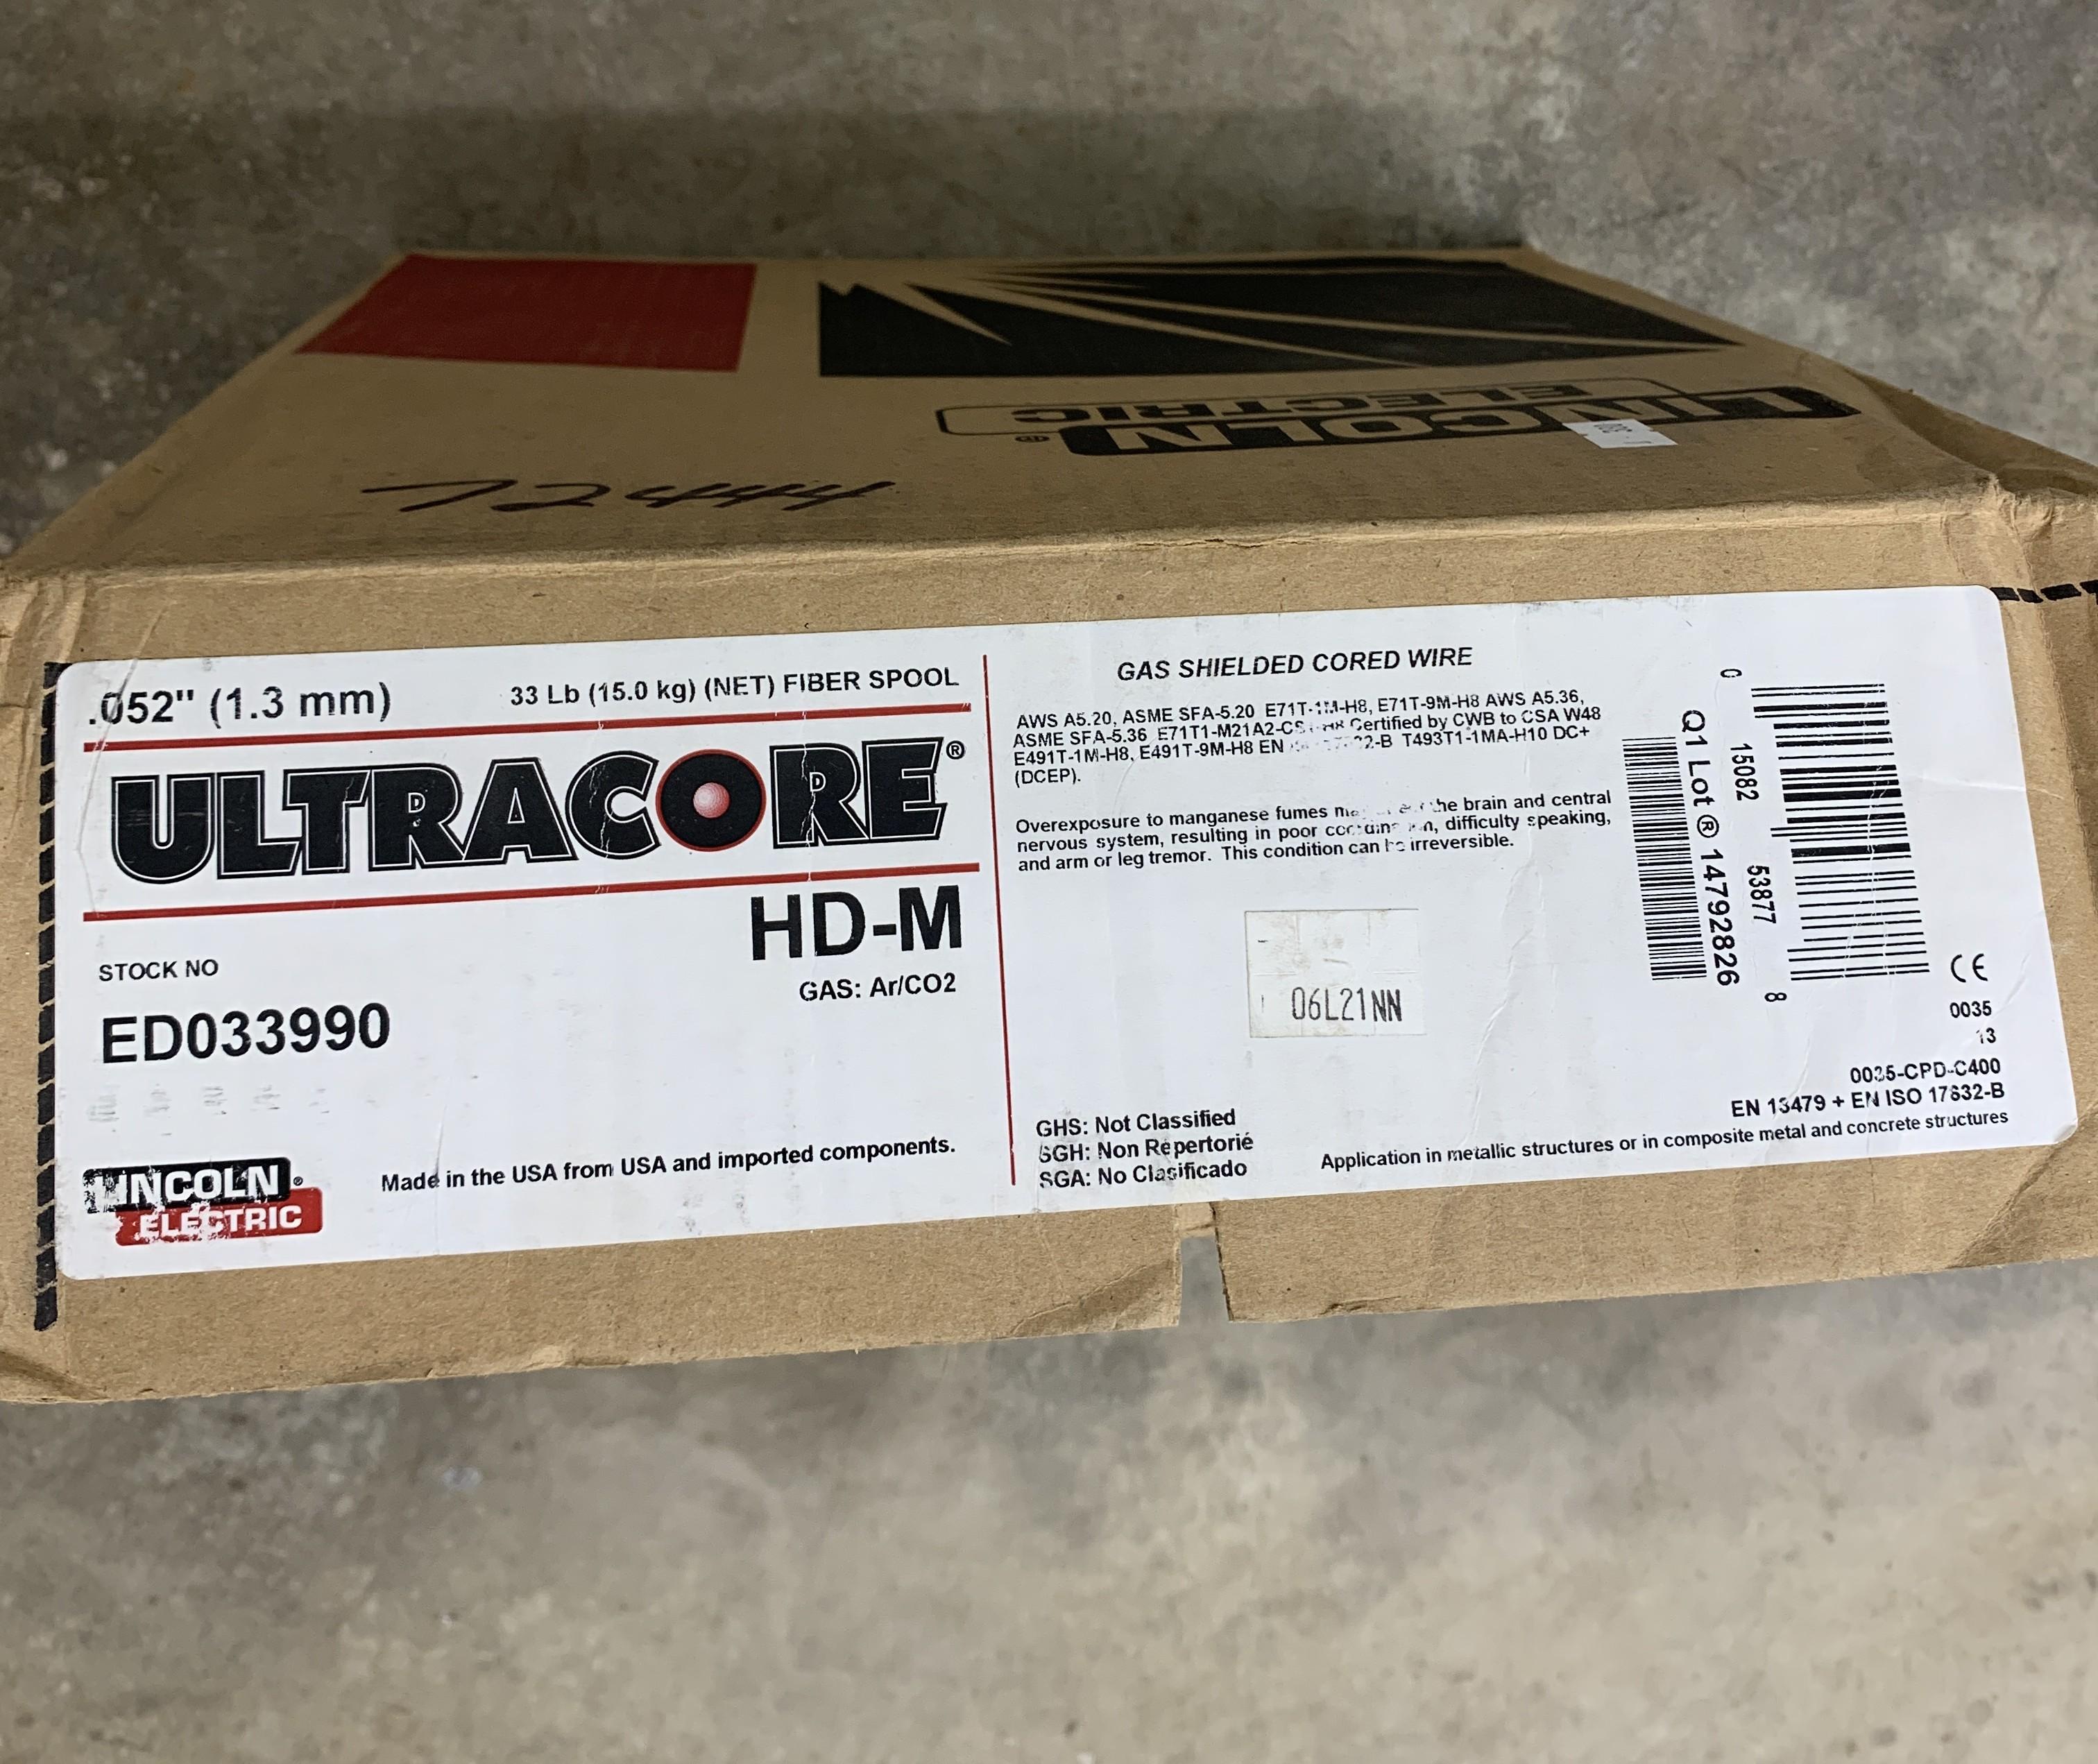 LINCOLN ®
ELECTRIC
72444
.052" (1.3 mm)
33 Lb (15.0 kg) (NET) FIBER SPOOL
ULTRACORE®
HD-M
GAS: Ar/CO2
STOCK NO
ED033990
LINCOLN ®
ELECTRIC
Made in the USA from USA and imported components.
GAS SHIELDED CORED WIRE
AWS A5.20, ASME SFA-5.20 E71T-1M-H8, E71T-9M-H8 AWS A5.36,
ASME SFA-5.36 Certified by CWB to CSA W48
E491T-1M-H8, E491T-9M-H8 EN T493T1-1MA-H10 DC+
(DCEP).
Overexposure to manganese fumes the brain and central
nervous system, resulting in poor difficulty speaking,
and arm or leg tremor. This condition can be irreversible.
06L21NN
GHS: Not Classified
SGH: Non Repertorié
SGA: No Clasificado
Q1 Lot ® 14792826
0 15082 53877 8
CE
0035
13
0035-CPD-C400
EN 13479 + EN ISO 17632-B
Application in metallic structures or in composite metal and concrete structures